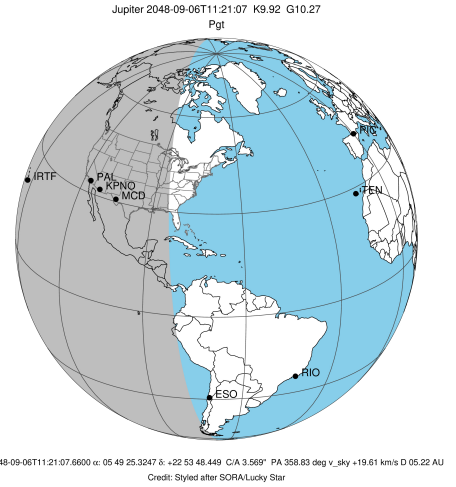 Jupiter 2048-09-06T11:21:07 K9.92 G10.27
Pgt
PIC
IRTF
PAL
KPNO
MCD
TEN
RIO
ESO
48-09-06T11:21:07.6600 α: 05 49 25.3247 δ: +22 53 48.449 C/A 3.569" PA 358.83 deg v_sky +19.61 km/s D 05.22 AU
Credit: Styled after SORA/Lucky Star